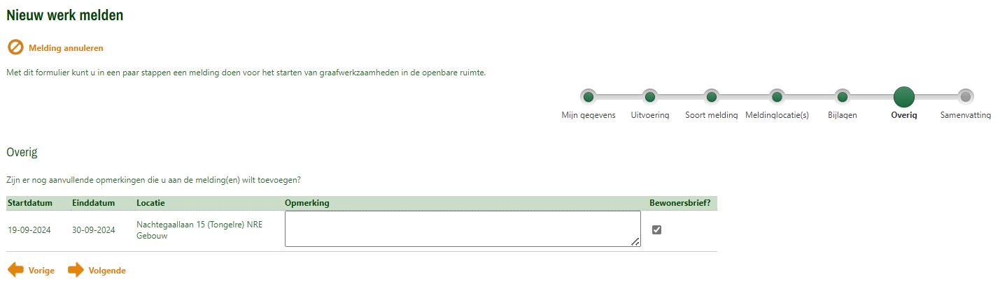 Nieuw werk melden
Melding annuleren
Met dit formulier kunt u in een paar stappen een melding doen voor het starten van graafwerkzaamheden in de openbare ruimte.
Mijn gegevens Uitvoering Soort melding Meldinglocatie(s) Bijlagen Overig Samenvatting
Overig
Zijn er nog aanvullende opmerkingen die u aan de melding(en) wilt toevoegen?
Startdatum Einddatum Locatie Opmerking Bewonersbrief?
19-09-2024 30-09-2024 Nachtegaallaan 15 (Tongelre) NRE
Gebouw
Vorige Volgende